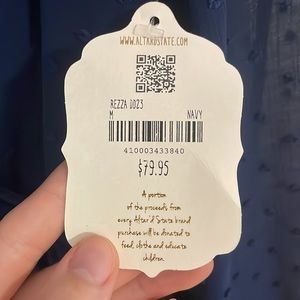 WWW.ALTARDSTATE.COM
REZZA DD23
M NAVY
410003433840
$79.95
A portion
of the proceeds from
every Altar'd State brand
purchase will be donated to
feed, clothe and educate
children.